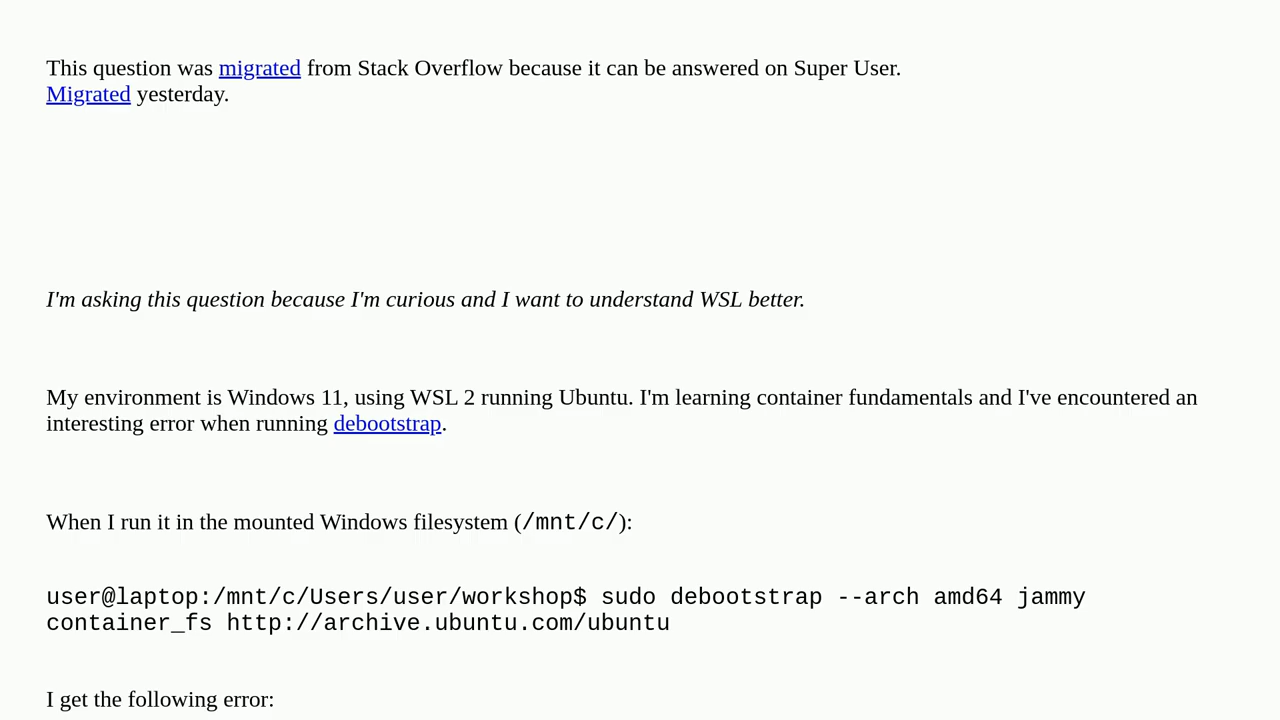 This question was migrated from Stack Overflow because it can be answered on Super User.
Migrated yesterday.
I'm asking this question because I'm curious and I want to understand WSL better.
My environment is Windows 11, using WSL 2 running Ubuntu. I'm learning container fundamentals and I've encountered an
interesting error when running debootstrap.
When I run it in the mounted Windows filesystem (/mnt/c/):
user@laptop:/mnt/c/Users/user/workshop$ sudo debootstrap --arch amd64 jammy
container_fs http://archive.ubuntu.com/ubuntu
I get the following error: